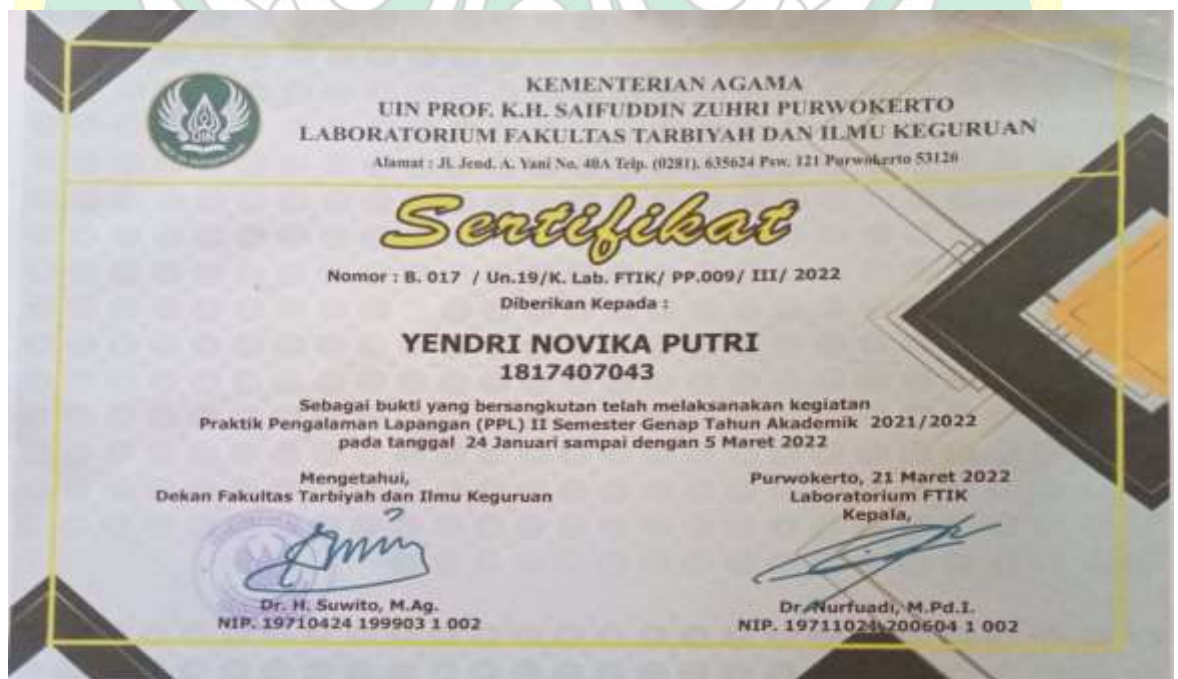 KEMENTERIAN AGAMA
UIN PROF. K.H. SAIFUDDIN ZUHRI PURWOKERTO
LABORATORIUM FAKULTAS TARBIYAH DAN ILMU KEGURUAN
Alamat : Jl. Jend. A. Yani No. 40A Telp. (0281). 635624 Psw. 121 Purwokerto 53126
Sertifikat
Nomor : B. 017 / Un.19/K. Lab. FTIK/ PP.009/ III/ 2022
Diberikan Kepada :
YENDRI NOVIKA PUTRI
1817407043
Sebagai bukti yang bersangkutan telah melaksanakan kegiatan
Praktik Pengalaman Lapangan (PPL) II Semester Genap Tahun Akademik 2021/2022
pada tanggal 24 Januari sampai dengan 5 Maret 2022
Mengetahui,
Dekan Fakultas Tarbiyah dan Ilmu Keguruan
Dr. H. Suwito, M.Ag.
NIP. 19710424 199903 1 002
Purwokerto, 21 Maret 2022
Laboratorium FTIK
Kepala,
Dr. Nurfuadi, M.Pd.I.
NIP. 19711021 200604 1 002